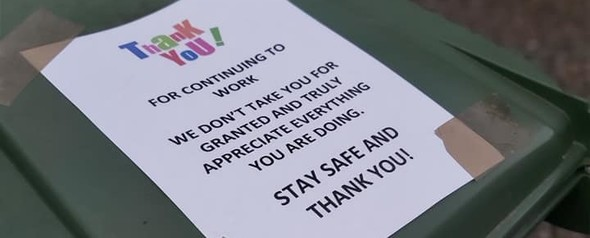 Thank
You!
FOR CONTINUING TO
WORK
WE DON'T TAKE YOU FOR
GRANTED AND TRULY
APPRECIATE EVERYTHING
YOU ARE DOING.
STAY SAFE AND
THANK YOU!